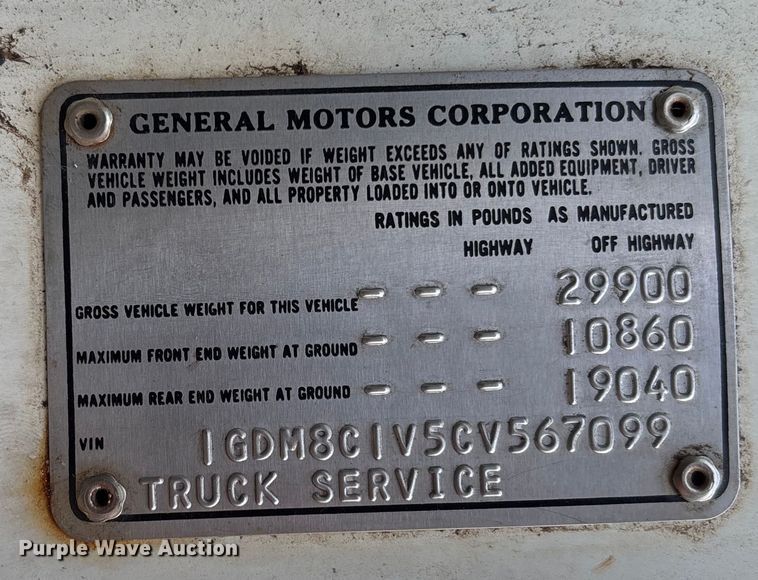 GENERAL MOTORS CORPORATION
WARRANTY MAY BE VOIDED IF WEIGHT EXCEEDS ANY OF RATINGS SHOWN. GROSS
VEHICLE WEIGHT INCLUDES WEIGHT OF BASE VEHICLE, ALL ADDED EQUIPMENT, DRIVER
AND PASSENGERS, AND ALL PROPERTY LOADED INTO OR ONTO VEHICLE.
RATINGS IN POUNDS AS MANUFACTURED
HIGHWAY OFF HIGHWAY
GROSS VEHICLE WEIGHT FOR THIS VEHICLE - - - 29900
MAXIMUM FRONT END WEIGHT AT GROUND - - - 10860
MAXIMUM REAR END WEIGHT AT GROUND - - - 19040
VIN 1GDM8C1V5CV567099
TRUCK SERVICE
Purple Wave Auction